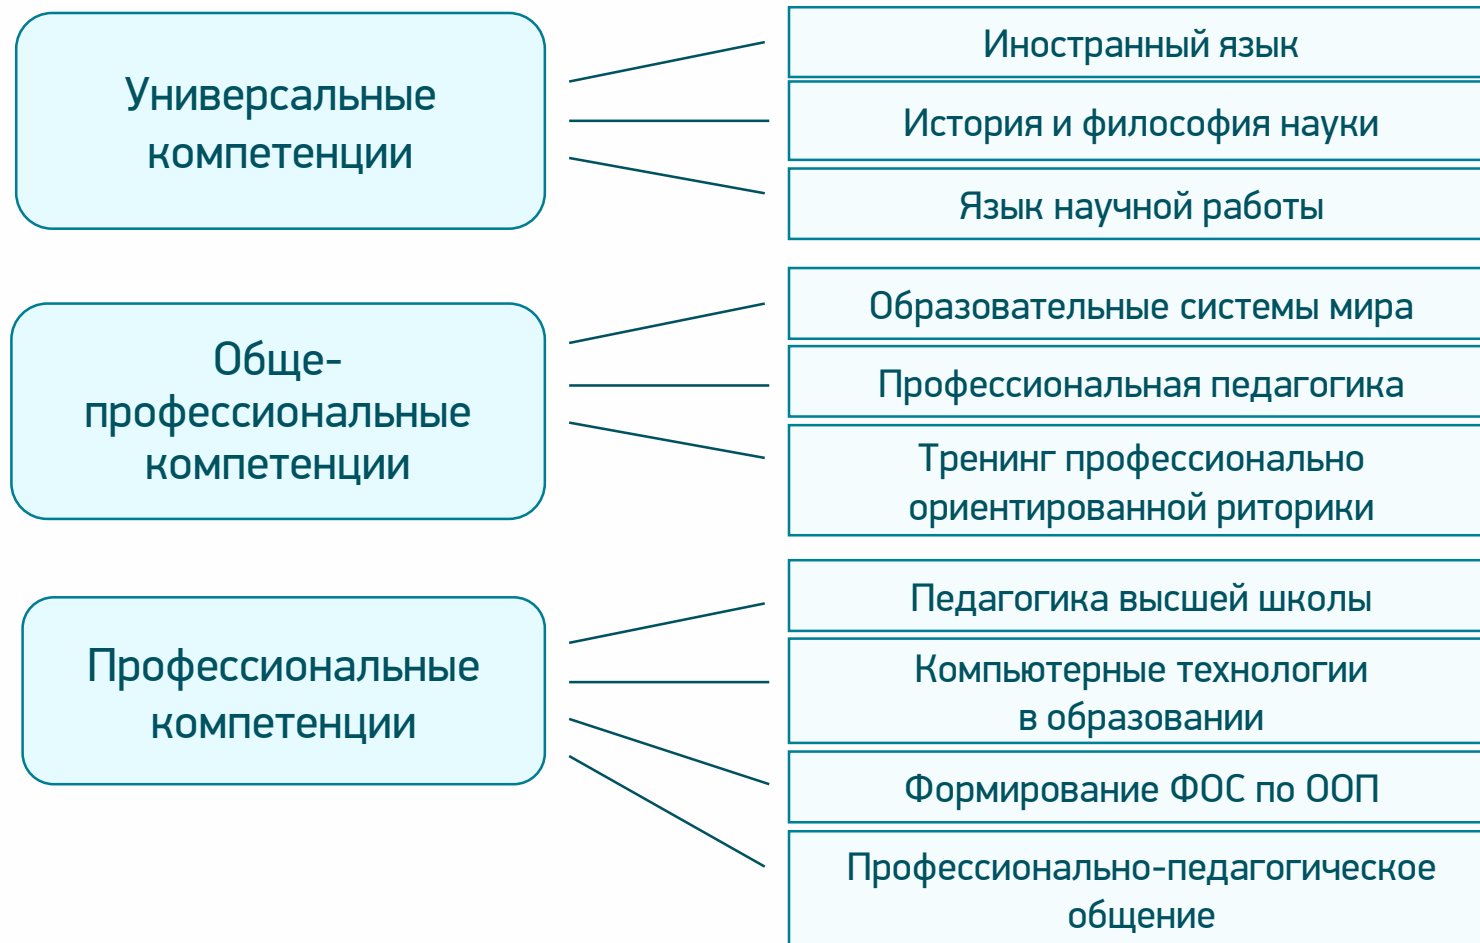 Универсальные
компетенции
Иностранный язык
История и философия науки
Язык научной работы
Обще-
профессиональные
компетенции
Образовательные системы мира
Профессиональная педагогика
Тренинг профессионально
ориентированной риторики
Профессиональные
компетенции
Педагогика высшей школы
Компьютерные технологии
в образовании
Формирование ФОС по ООП
Профессионально-педагогическое
общение